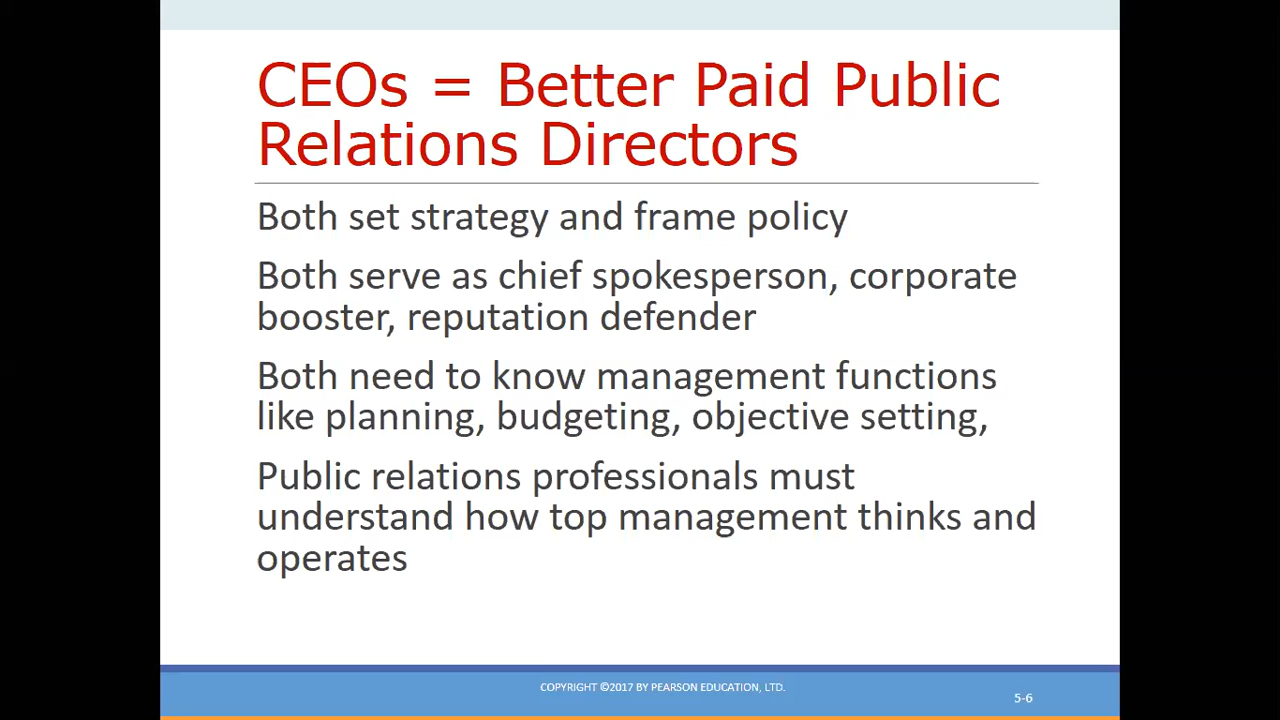 CEOs = Better Paid Public
Relations Directors
Both set strategy and frame policy
Both serve as chief spokesperson, corporate
booster, reputation defender
Both need to know management functions
like planning, budgeting, objective setting,
Public relations professionals must
understand how top management thinks and
operates
COPYRIGHT ©2017 BY PEARSON EDUCATION, LTD.
5-6